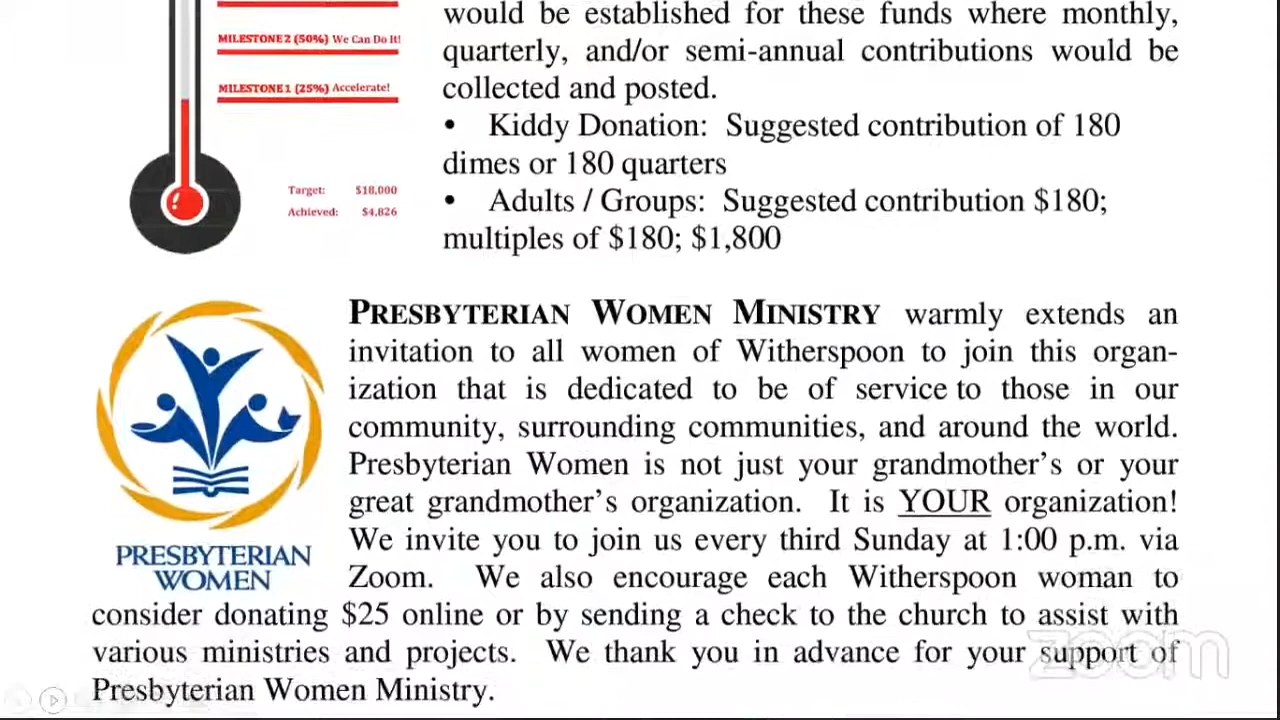 would be established for these funds where monthly,
quarterly, and/or semi-annual contributions would be
collected and posted.
• Kiddy Donation: Suggested contribution of 180
dimes or 180 quarters
• Adults / Groups: Suggested contribution $180;
multiples of $180; $1,800
MILESTONE 2 (50%) We Can Do It!
MILESTONE 1 (25%) Accelerate!
Target: $18,000
Achieved: $4,826
PRESBYTERIAN WOMEN MINISTRY warmly extends an
invitation to all women of Witherspoon to join this organ-
ization that is dedicated to be of service to those in our
community, surrounding communities, and around the world.
Presbyterian Women is not just your grandmother's or your
great grandmother's organization. It is YOUR organization!
We invite you to join us every third Sunday at 1:00 p.m. via
Zoom. We also encourage each Witherspoon woman to
consider donating $25 online or by sending a check to the church to assist with
various ministries and projects. We thank you in advance for your support of
Presbyterian Women Ministry.
PRESBYTERIAN
WOMEN
zoom